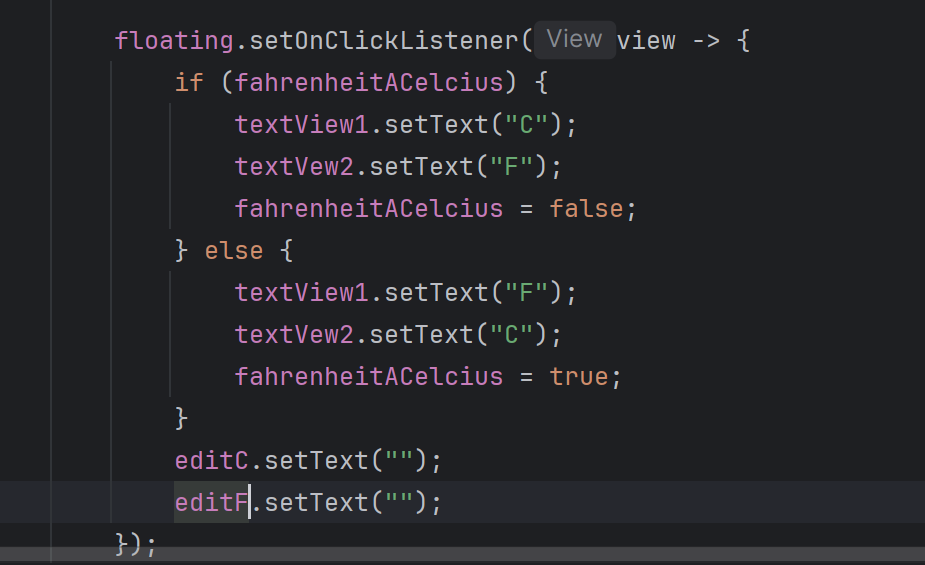 floating.setOnClickListener( View view -> {
if (fahrenheitACelcius) {
textView1.setText("C");
textVew2.setText("F");
fahrenheitACelcius = false;
} else {
textView1.setText("F");
textVew2.setText("C");
fahrenheitACelcius = true;
}
editC.setText("");
editF.setText("");
});